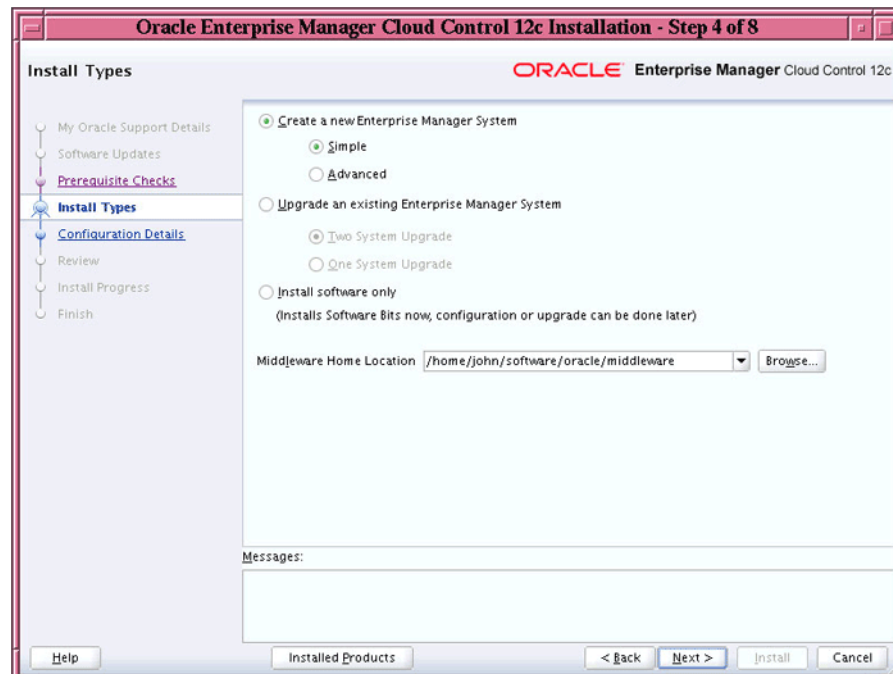 Oracle Enterprise Manager Cloud Control 12c Installation - Step 4 of 8
Install Types
ORACLE Enterprise Manager Cloud Control 12c
My Oracle Support Details
Software Updates
Prerequisite Checks
Install Types
Configuration Details
Review
Install Progress
Finish
Create a new Enterprise Manager System
Simple
Advanced
Upgrade an existing Enterprise Manager System
Two System Upgrade
One System Upgrade
Install software only
(Installs Software Bits now, configuration or upgrade can be done later)
Middleware Home Location /home/john/software/oracle/middleware Browse...
Messages:
Help Installed Products < Back Next > Install Cancel